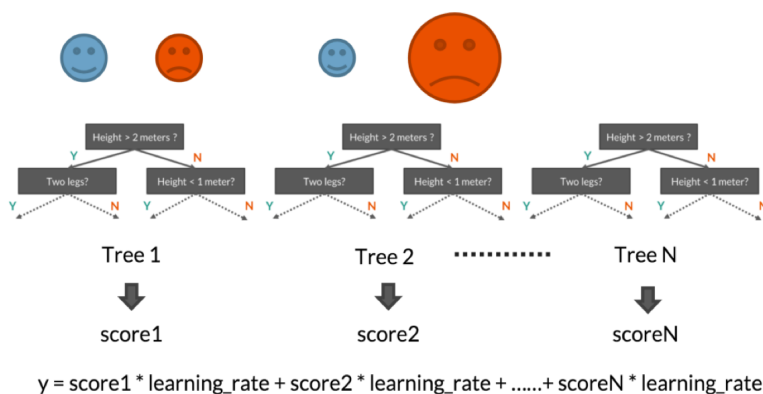 Height > 2 meters ?
Height > 2 meters ?
Height > 2 meters ?
Y N
Y N
Y N
Two legs?
Height < 1 meter?
Two legs?
Height < 1 meter?
Two legs?
Height < 1 meter?
Y N Y N
Y N Y N
Y N Y N
Tree 1
Tree 2
Tree N
score1
score2
scoreN
y = score1 * learning_rate + score2 * learning_rate + ......+ scoreN * learning_rate